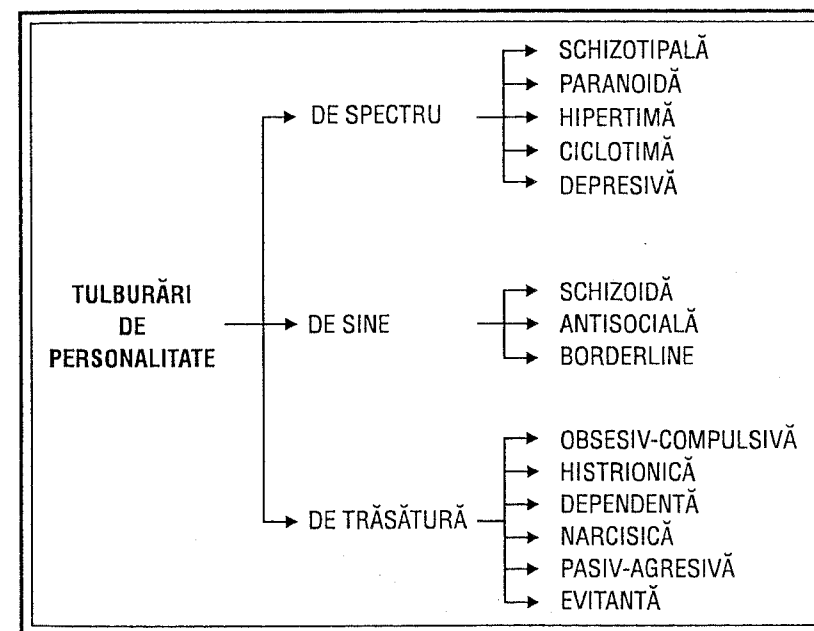 TULBURĂRI
DE
PERSONALITATE
DE SPECTRU
SCHIZOTIPALĂ
PARANOIDĂ
HIPERTIMĂ
CICLOTIMĂ
DEPRESIVĂ
DE SINE
SCHIZOIDĂ
ANTISOCIALĂ
BORDERLINE
DE TRĂSĂTURĂ
OBSESIV-COMPULSIVĂ
HISTRIONICĂ
DEPENDENTĂ
NARCISICĂ
PASIV-AGRESIVĂ
EVITANTĂ